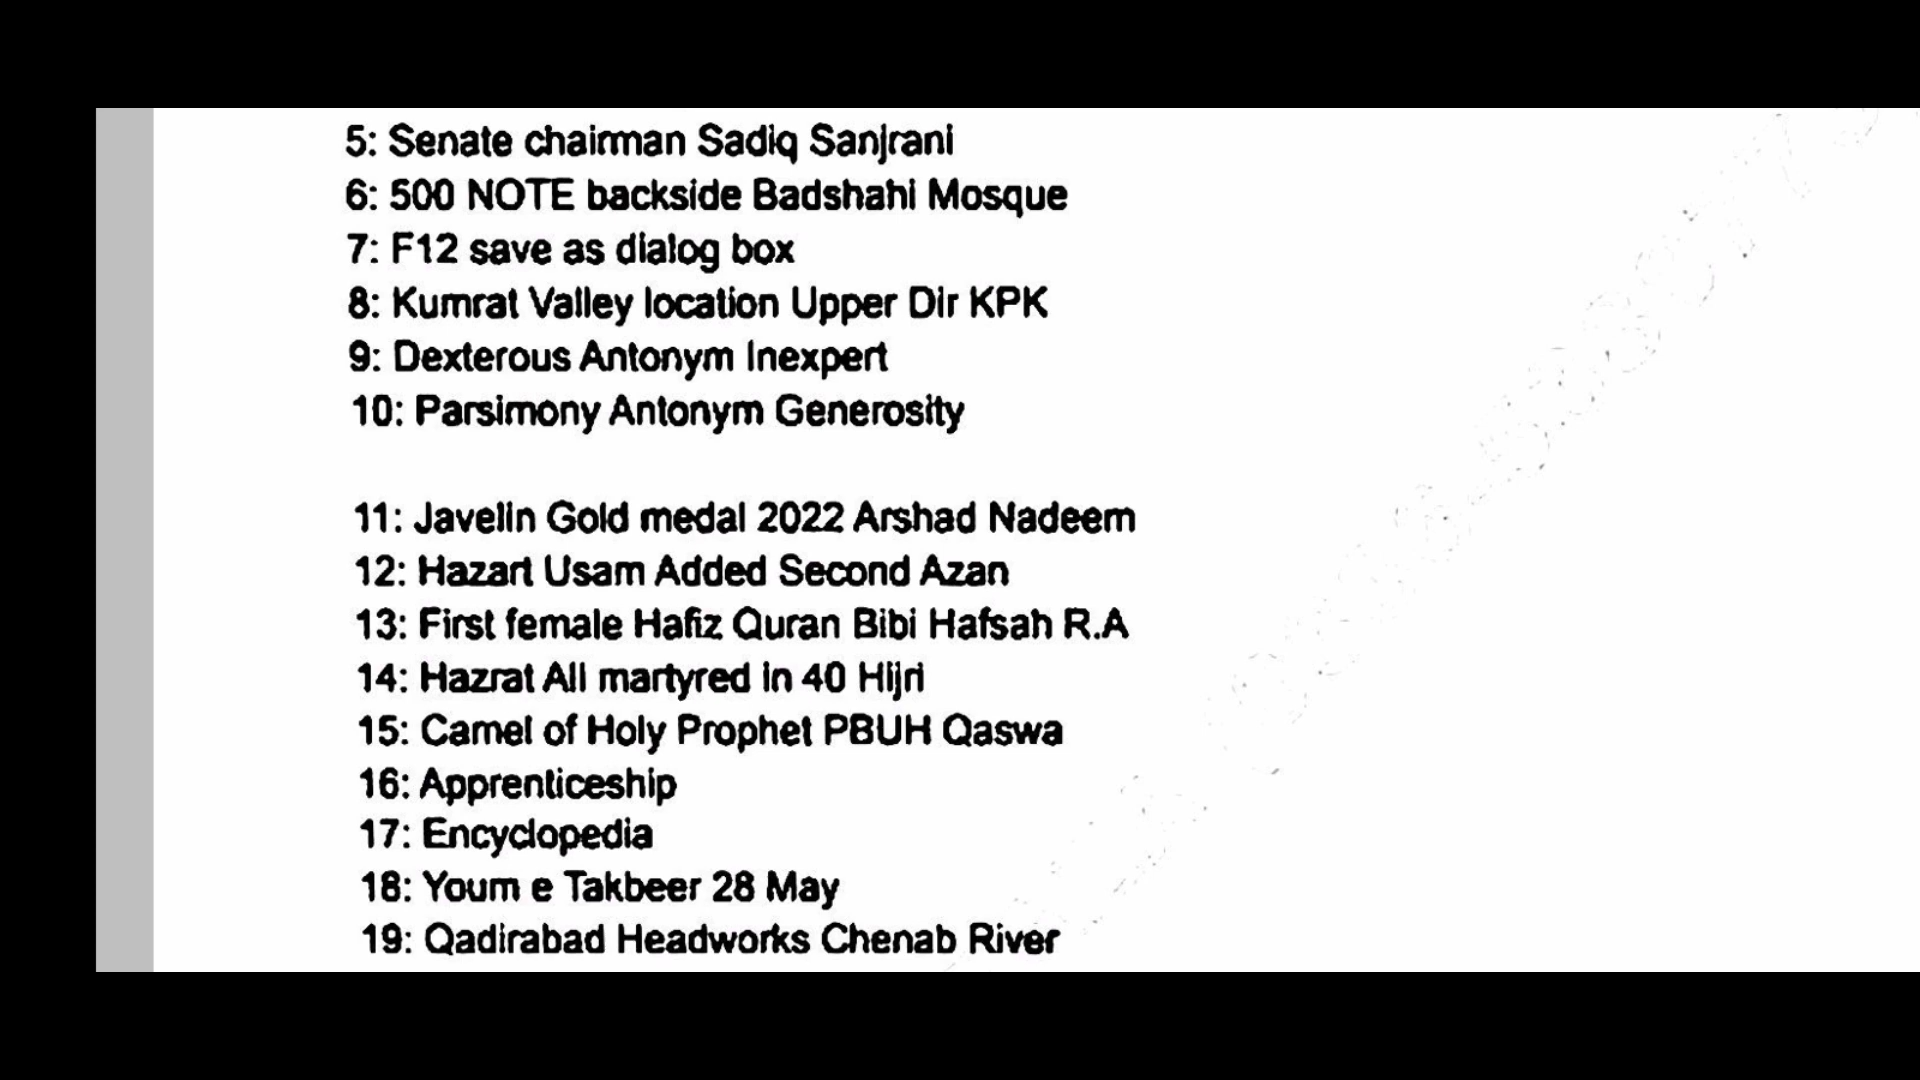 5: Senate chairman Sadiq Sanjrani
6: 500 NOTE backside Badshahi Mosque
7: F12 save as dialog box
8: Kumrat Valley location Upper Dir KPK
9: Dexterous Antonym Inexpert
10: Parsimony Antonym Generosity
11: Javelin Gold medal 2022 Arshad Nadeem
12: Hazart Usam Added Second Azan
13: First female Hafiz Quran Bibi Hafsah R.A
14: Hazrat Ali martyred in 40 Hijri
15: Camel of Holy Prophet PBUH Qaswa
16: Apprenticeship
17: Encyclopedia
18: Youm e Takbeer 28 May
19: Qadirabad Headworks Chenab River